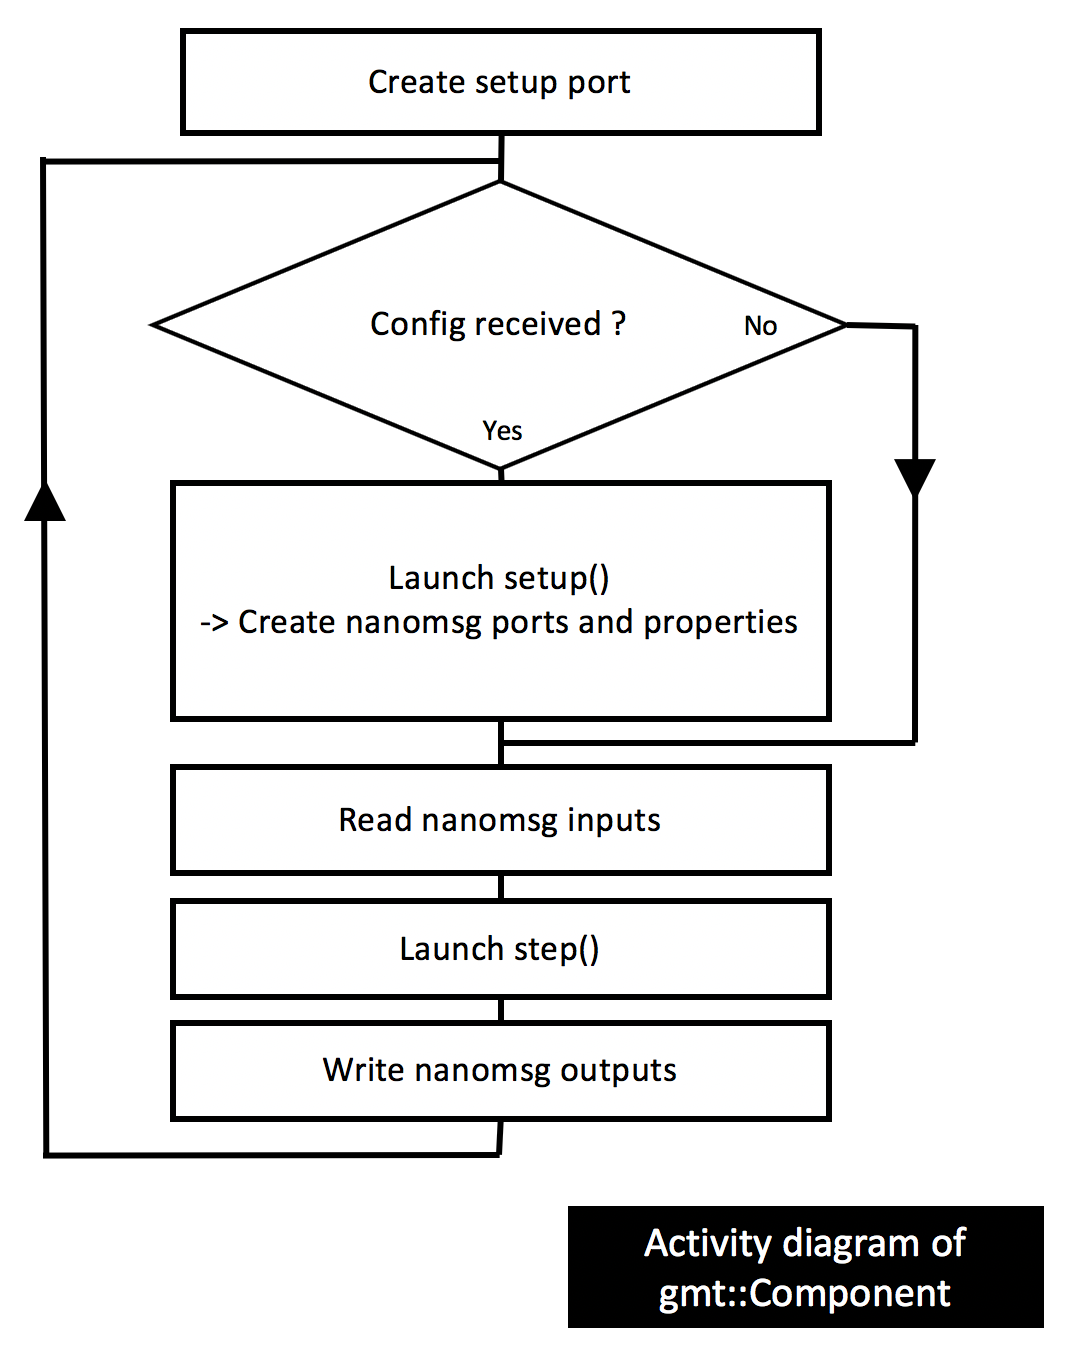 Create setup port
Config received ?
No
Yes
Launch setup()
-> Create nanomsg ports and properties
Read nanomsg inputs
Launch step()
Write nanomsg outputs
Activity diagram of
gmt::Component